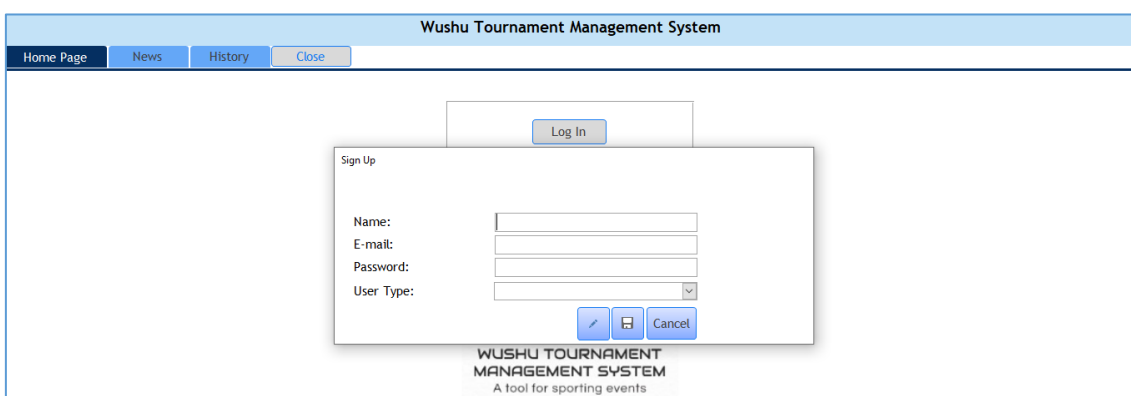 Wushu Tournament Management System
Home Page News History Close
Log In
Sign Up
Name:
E-mail:
Password:
User Type:
Cancel
WUSHU TOURNAMENT
MANAGEMENT SYSTEM
A tool for sporting events